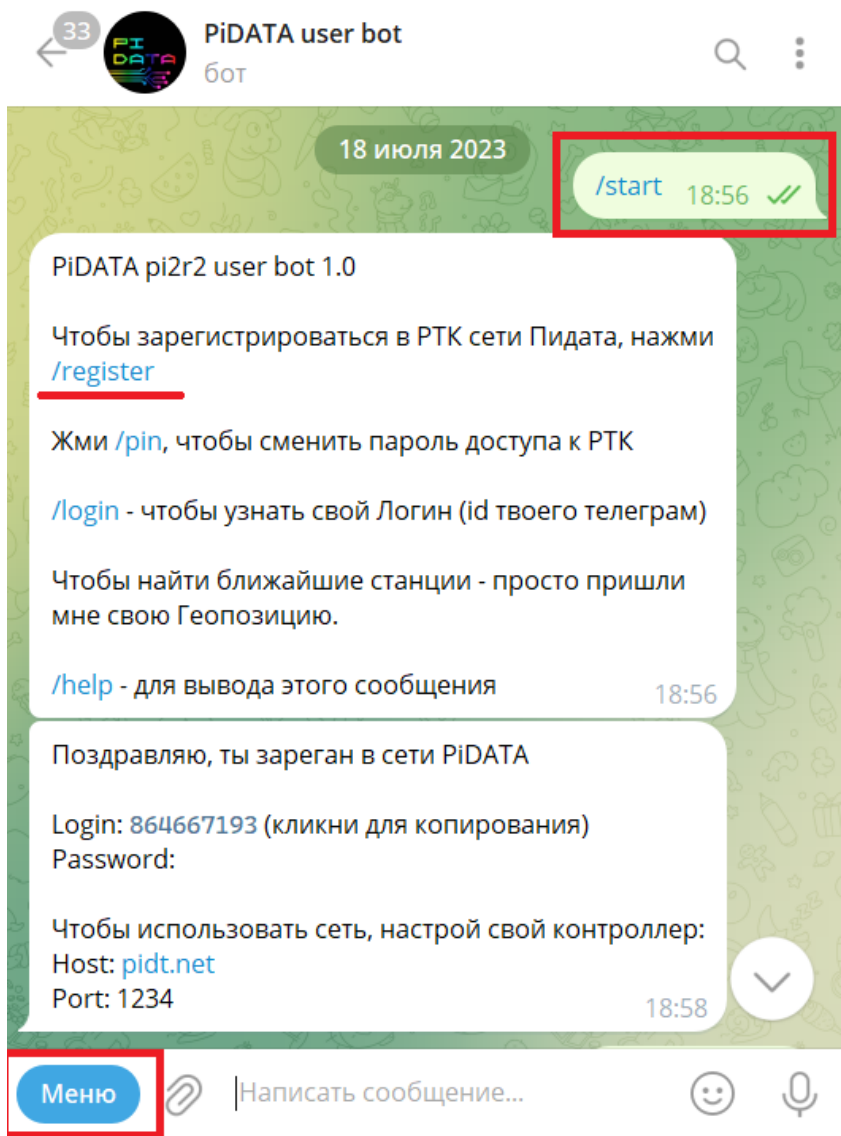 33
PiDATA user bot
PI
DATA
бот
18 июля 2023
/start 18:56
PiDATA pi2r2 user bot 1.0
Чтобы зарегистрироваться в РТК сети Пидата, нажми
/register
Жми /pin, чтобы сменить пароль доступа к РТК
/login - чтобы узнать свой Логин (id твоего телеграм)
Чтобы найти ближайшие станции - просто пришли
мне свою Геопозицию.
/help - для вывода этого сообщения 18:56
Поздравляю, ты зареган в сети PiDATA
Login: 864667193 (кликни для копирования)
Password:
Чтобы использовать сеть, настрой свой контроллер:
Host: pidt.net
Port: 1234 18:58
Меню Написать сообщение...